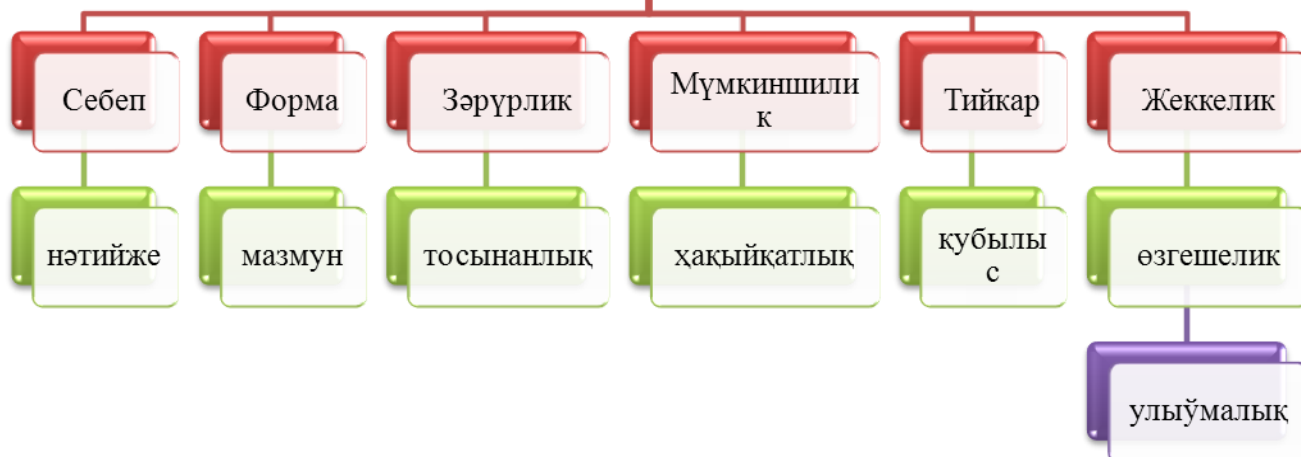 Себеп
Форма
Зәрүрлик
Мүмкиншили
к
Тийкар
Жеккелик
нәтийже
мазмун
тосынанлық
ҳақыйқатлық
қубылы
с
өзгешелик
улыўмалық